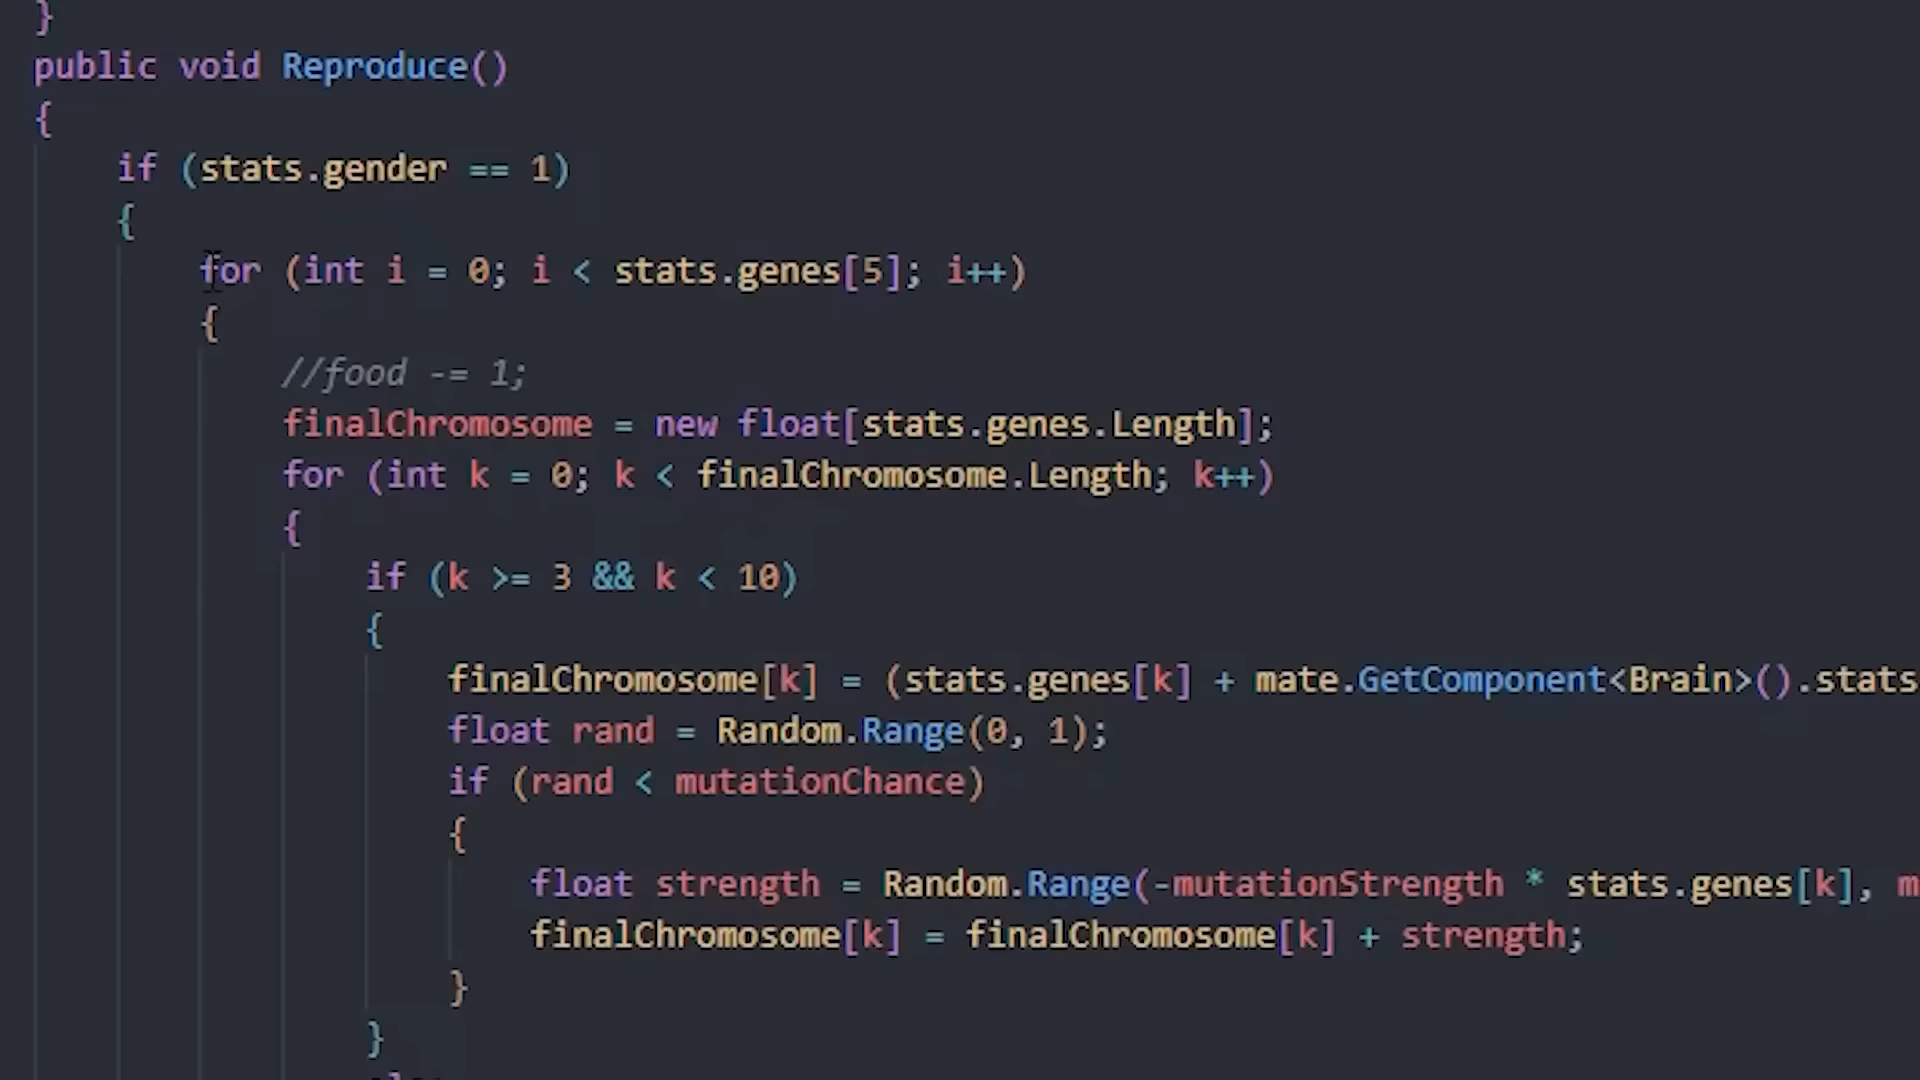 }
public void Reproduce()
{
if (stats.gender == 1)
{
for (int i = 0; i < stats.genes[5]; i++)
{
//food -= 1;
finalChromosome = new float[stats.genes.Length];
for (int k = 0; k < finalChromosome.Length; k++)
{
if (k >= 3 && k < 10)
{
finalChromosome[k] = (stats.genes[k] + mate.GetComponent<Brain>().stats
float rand = Random.Range(0, 1);
if (rand < mutationChance)
{
float strength = Random.Range(-mutationStrength * stats.genes[k], m
finalChromosome[k] = finalChromosome[k] + strength;
}
}